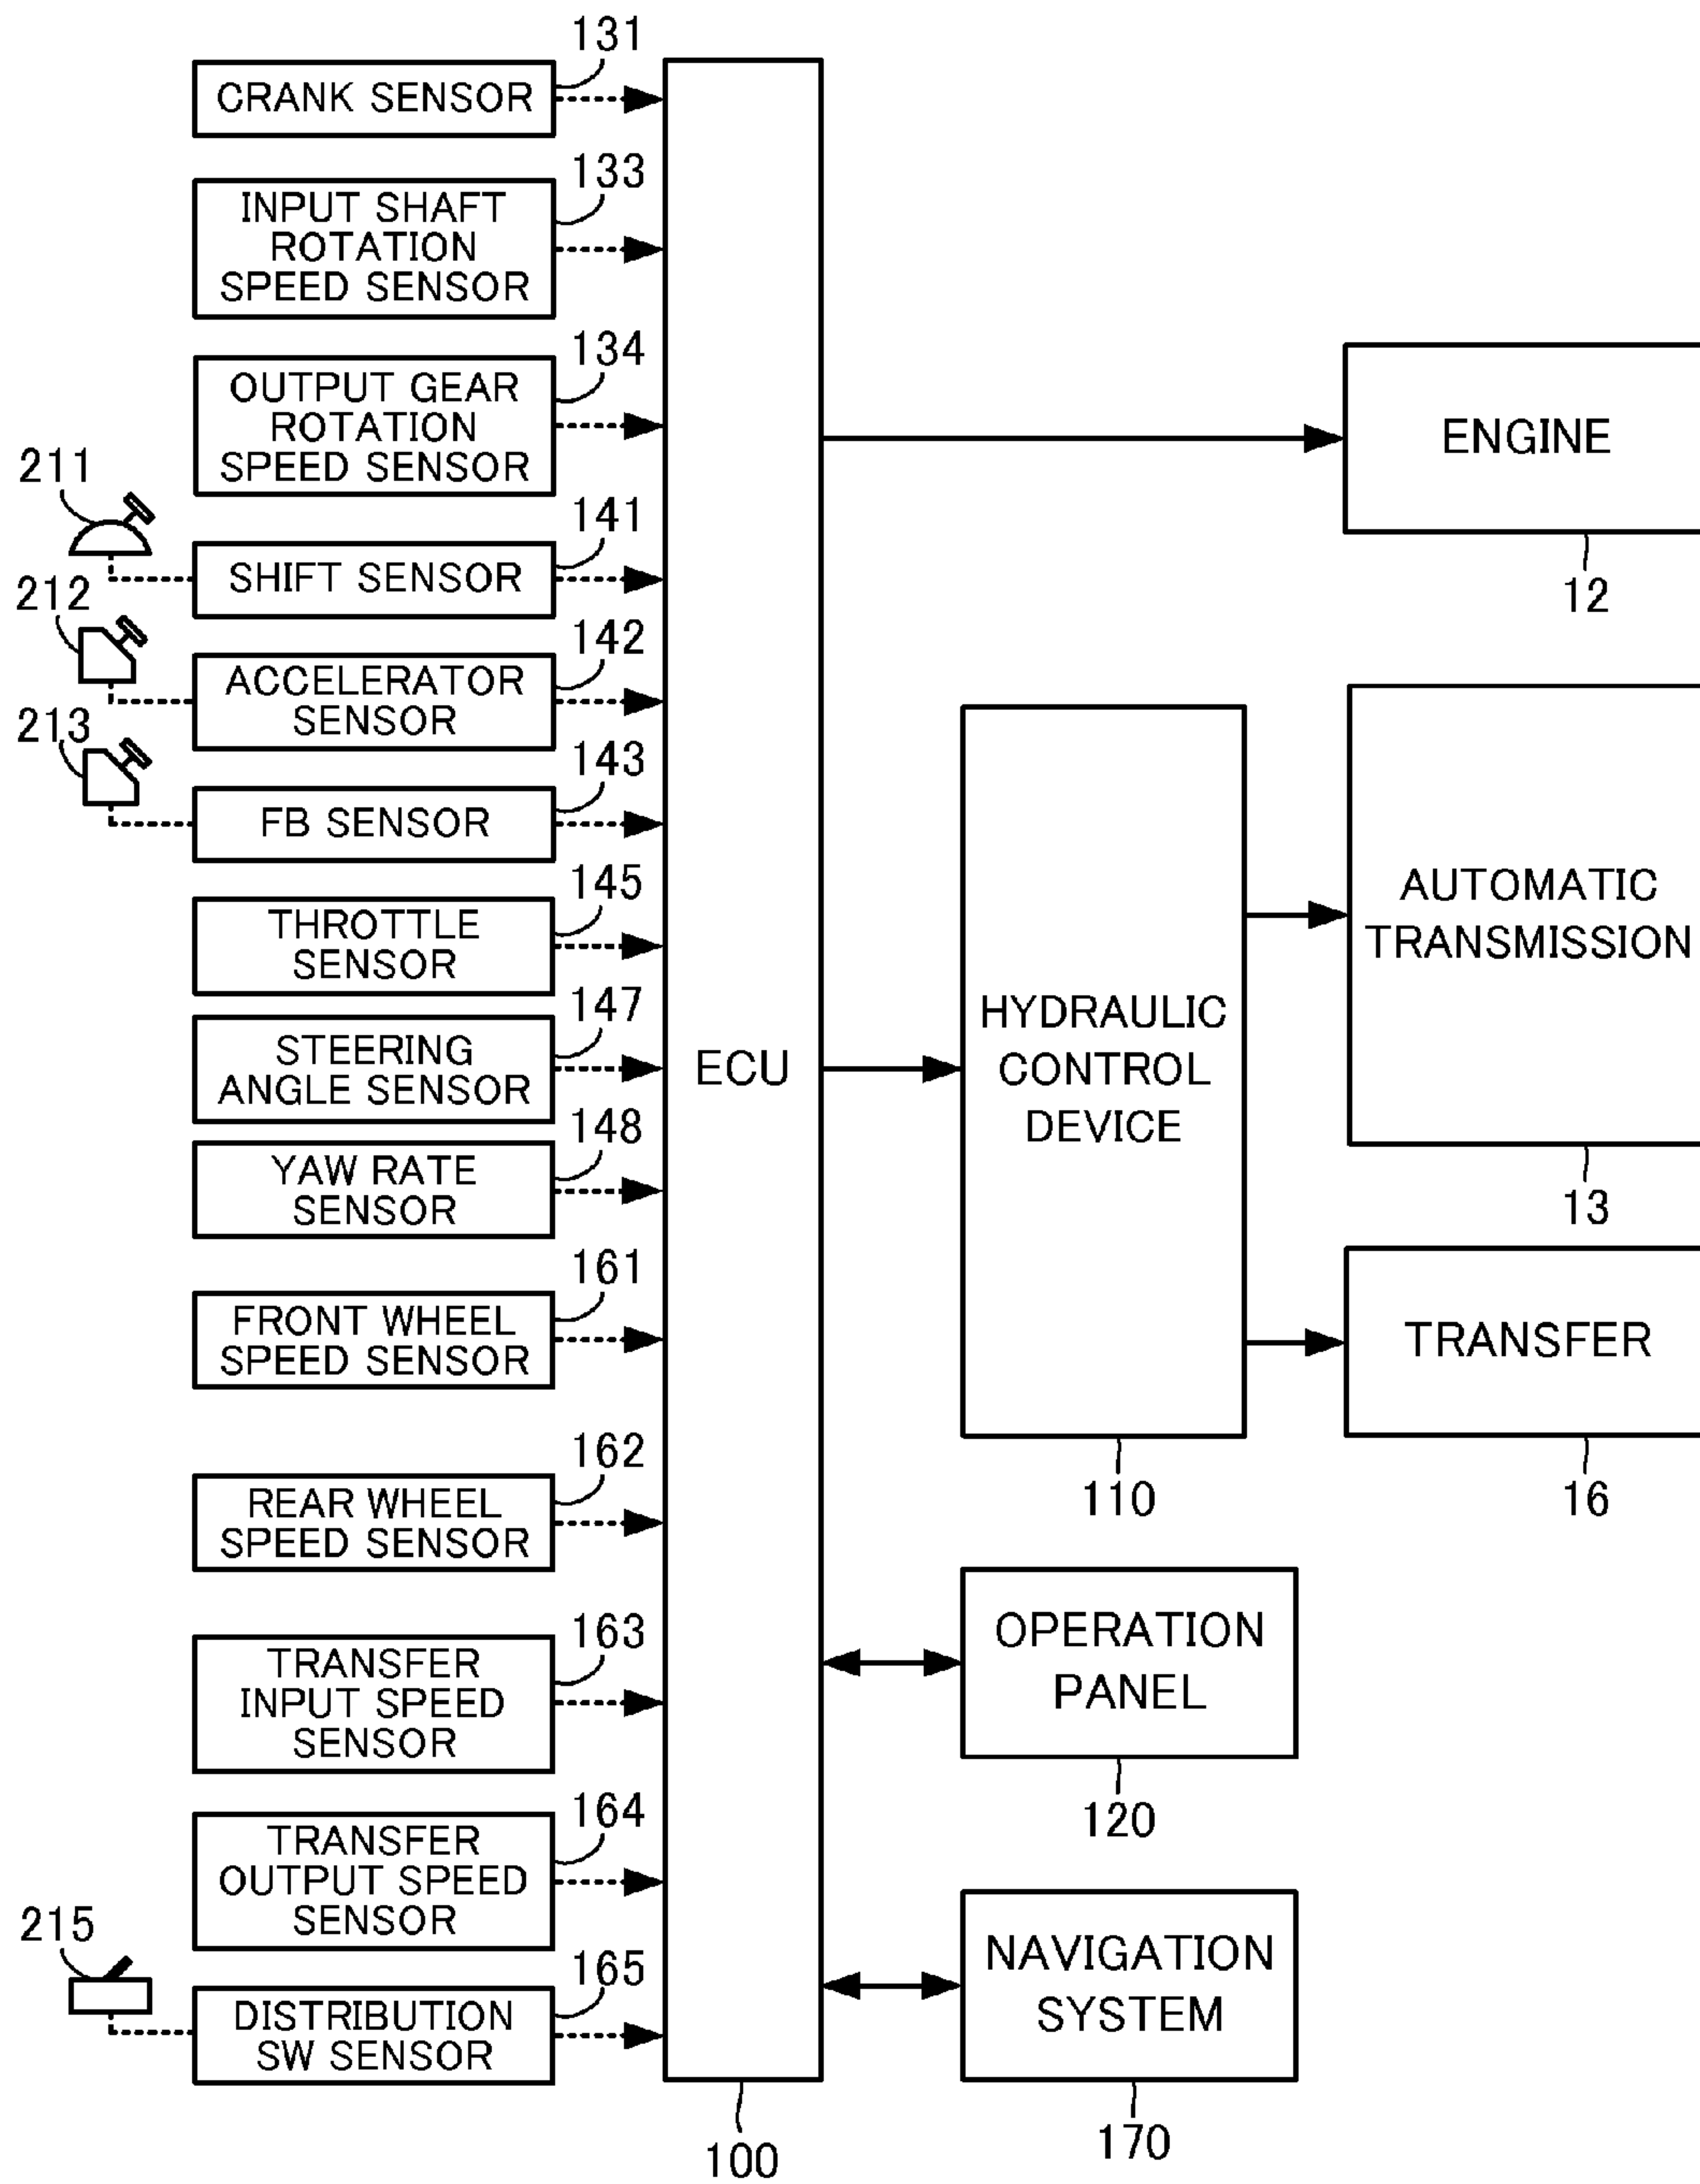 131
CRANK SENSOR
133
INPUT SHAFT
ROTATION
SPEED SENSOR
134
OUTPUT GEAR
ROTATION
SPEED SENSOR
211
141
SHIFT SENSOR
212
142
ACCELERATOR
SENSOR
213
143
FB SENSOR
145
THROTTLE
SENSOR
147
STEERING
ANGLE SENSOR
148
YAW RATE
SENSOR
161
FRONT WHEEL
SPEED SENSOR
162
REAR WHEEL
SPEED SENSOR
163
TRANSFER
INPUT SPEED
SENSOR
164
TRANSFER
OUTPUT SPEED
SENSOR
215
165
DISTRIBUTION
SW SENSOR
ECU
100
ENGINE
12
HYDRAULIC
CONTROL
DEVICE
110
AUTOMATIC
TRANSMISSION
13
TRANSFER
16
OPERATION
PANEL
120
NAVIGATION
SYSTEM
170